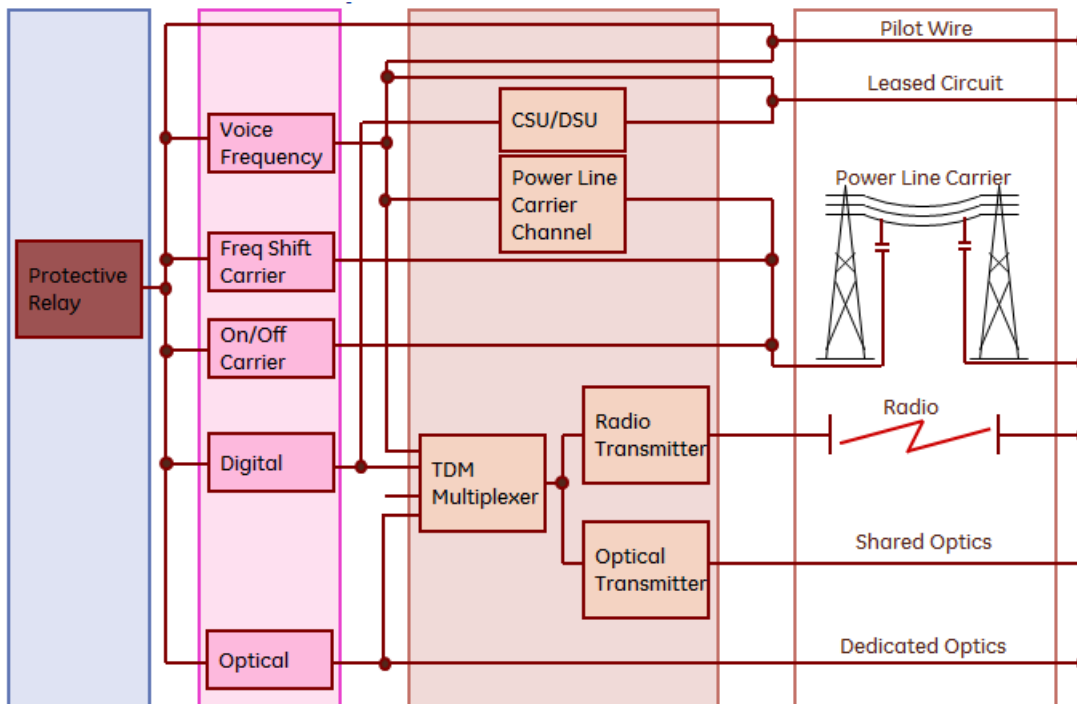 Pilot Wire
Leased Circuit
CSU/DSU
Voice
Frequency
Power Line
Carrier
Channel
Power Line Carrier
Protective
Relay
Freq Shift
Carrier
On/Off
Carrier
Radio
Transmitter
Radio
Digital
TDM
Multiplexer
Optical
Transmitter
Shared Optics
Optical
Dedicated Optics